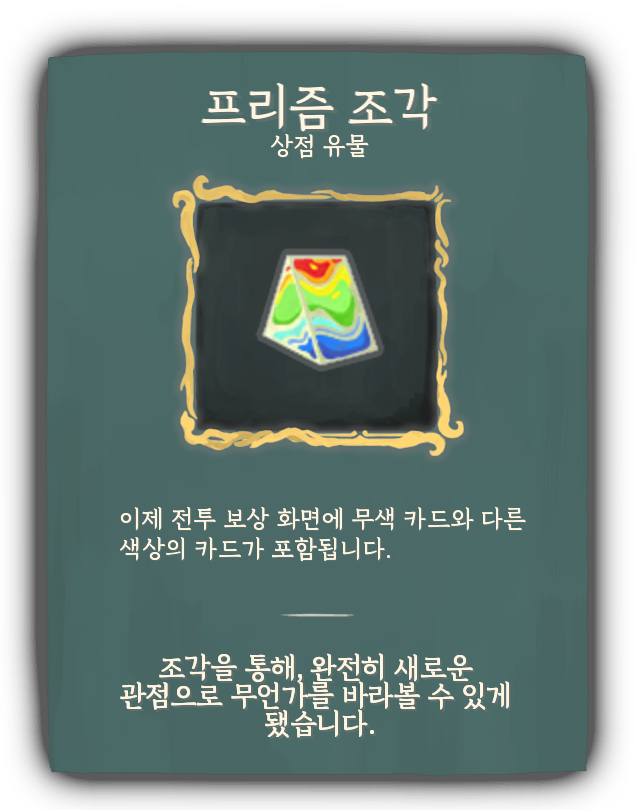 프리즘 조각
상점 유물
이제 전투 보상 화면에 무색 카드와 다른
색상의 카드가 포함됩니다.
조각을 통해, 완전히 새로운
관점으로 무언가를 바라볼 수 있게
됐습니다.